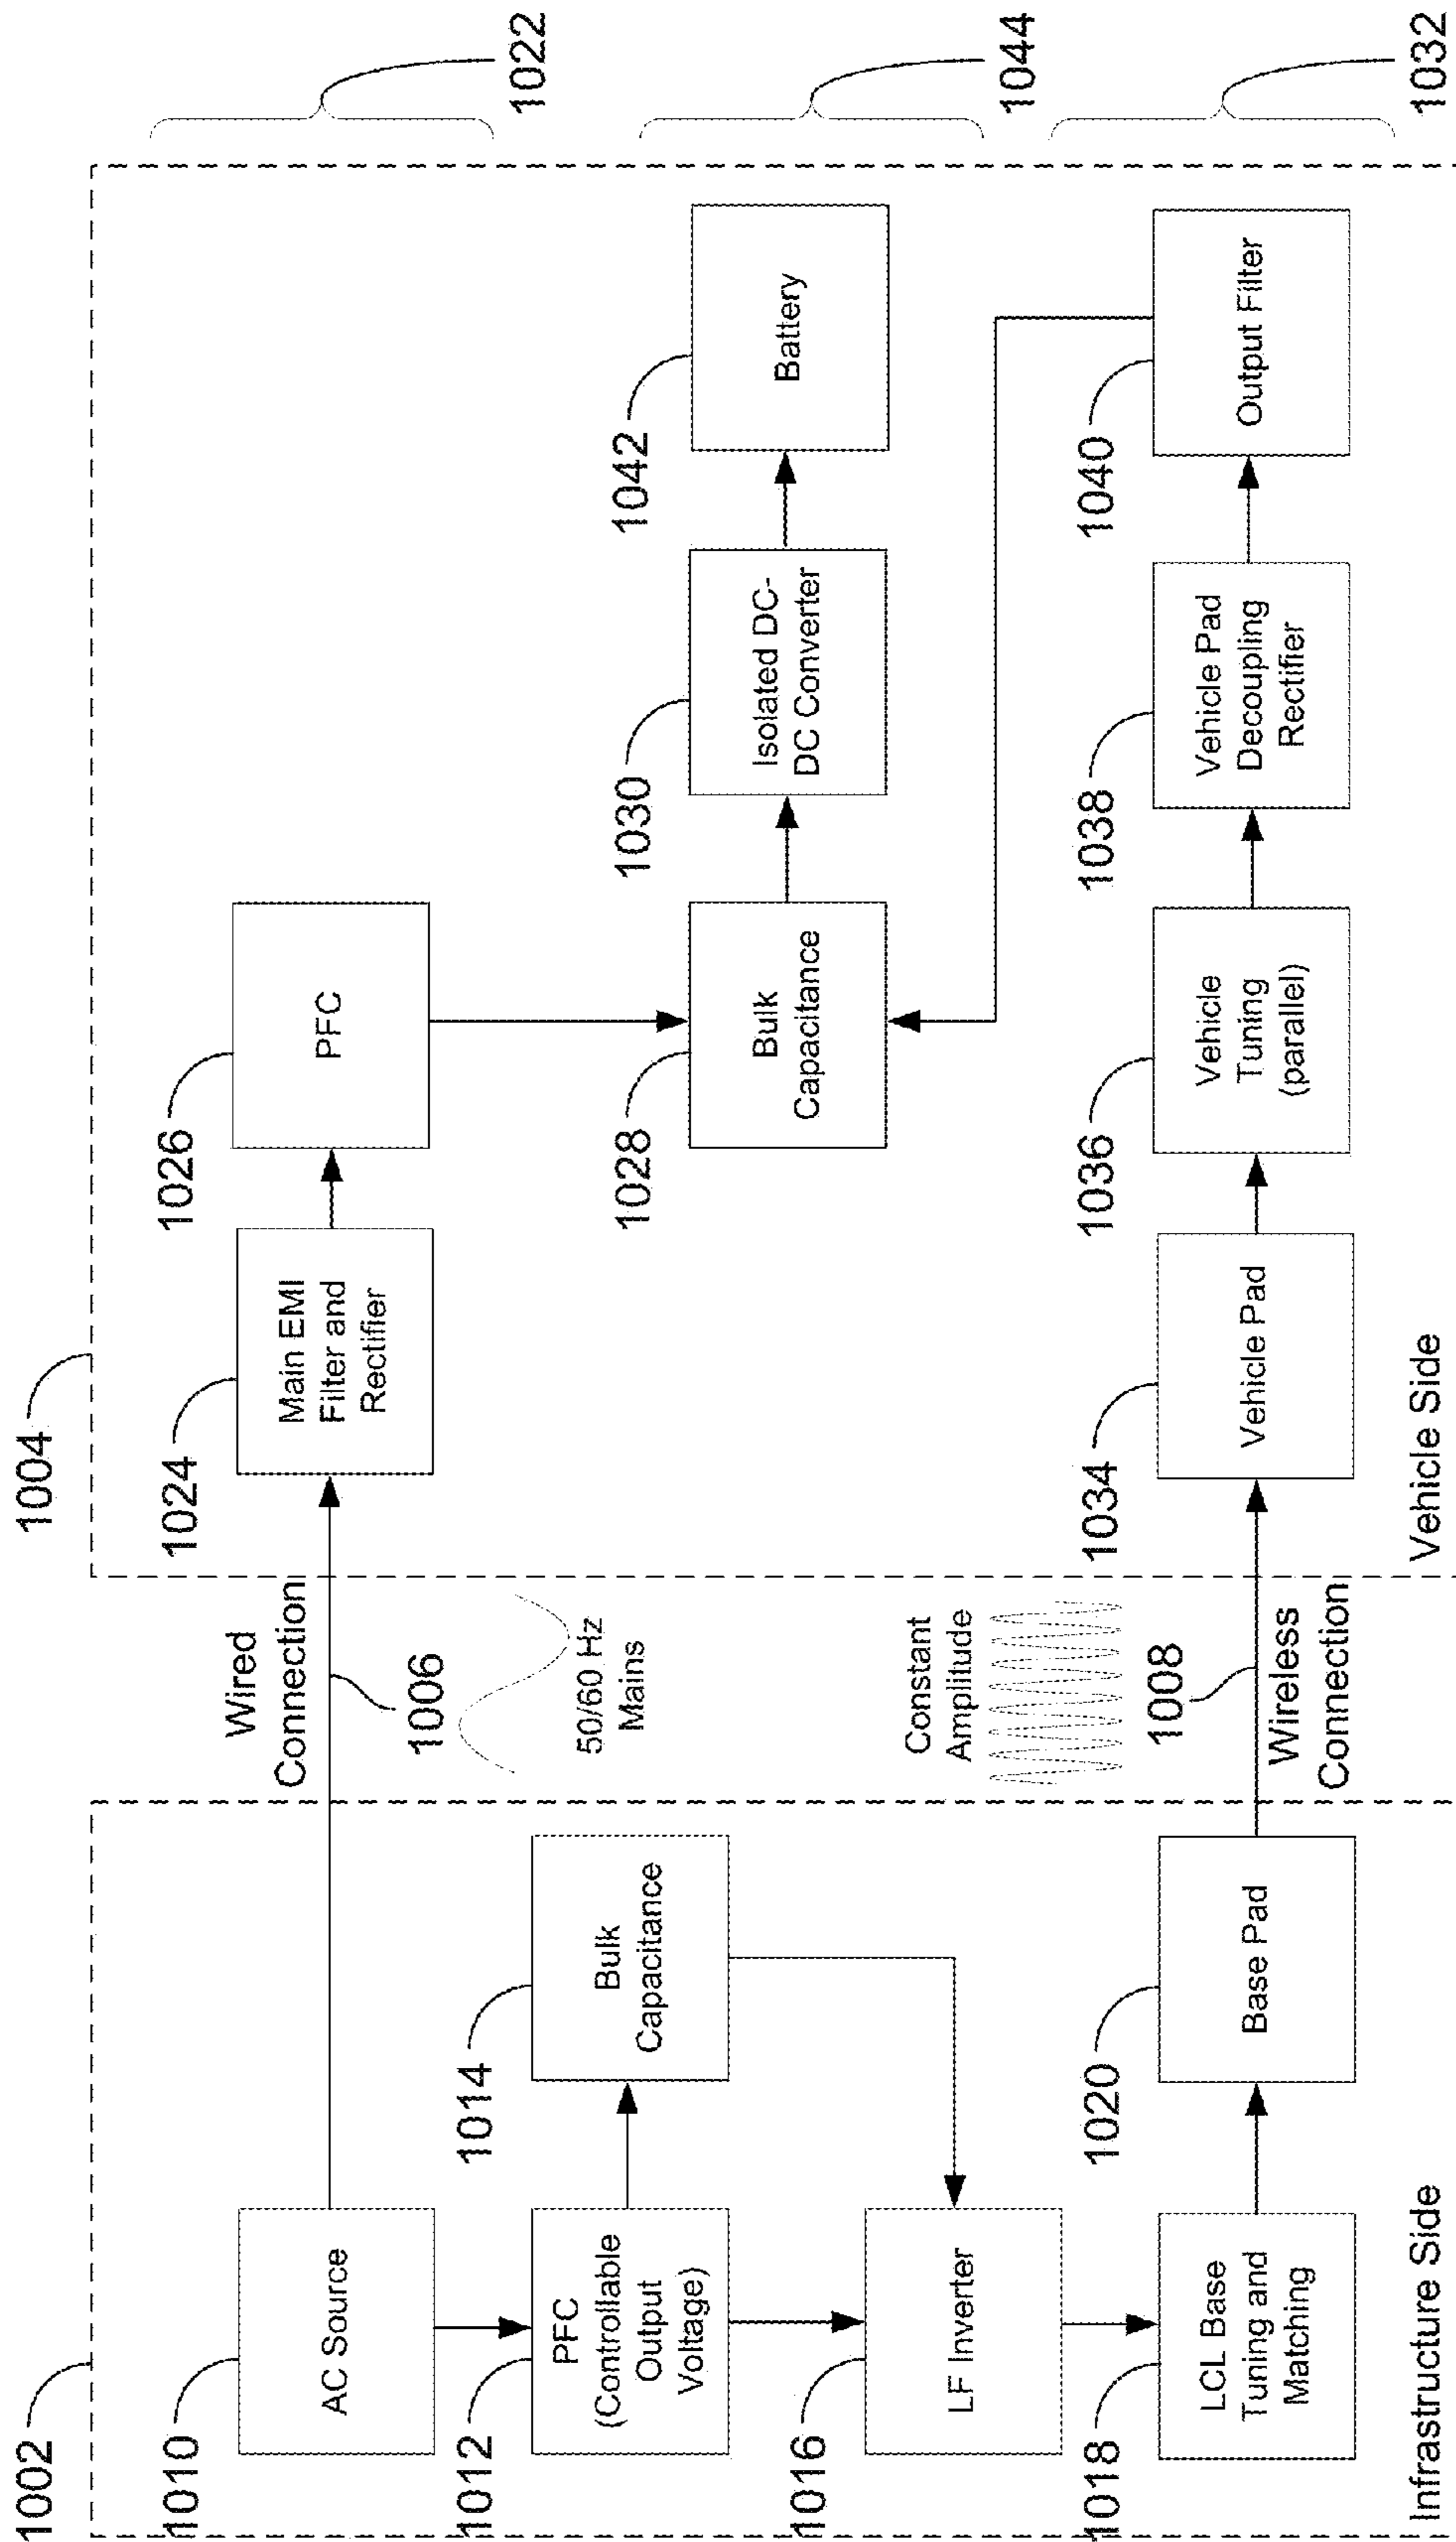 1002
1004
1010
AC Source
Wired
Connection
1006
50/60 Hz
Mains
1024
Main EMI
Filter and
Rectifier
1026
PFC
1022
1012
PFC
(Controllable
Output
Voltage)
1014
Bulk
Capacitance
1028
Bulk
Capacitance
1030
Isolated DC-
DC Converter
1042
Battery
1044
1016
LF Inverter
Constant
Amplitude
1008
Wireless
Connection
1018
LCL Base
Tuning and
Matching
1020
Base Pad
1034
Vehicle Pad
1036
Vehicle
Tuning
(parallel)
1038
Vehicle Pad
Decoupling
Rectifier
1040
Output Filter
1032
Infrastructure Side
Vehicle Side